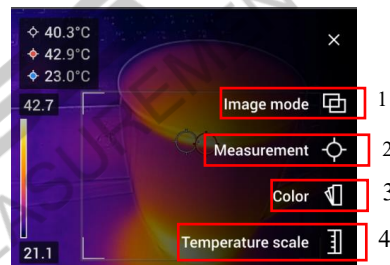 40.3°C
42.9°C
23.0°C
42.7
Image mode 1
Measurement 2
Color 3
Temperature scale 4
21.1
MEASUREMEN